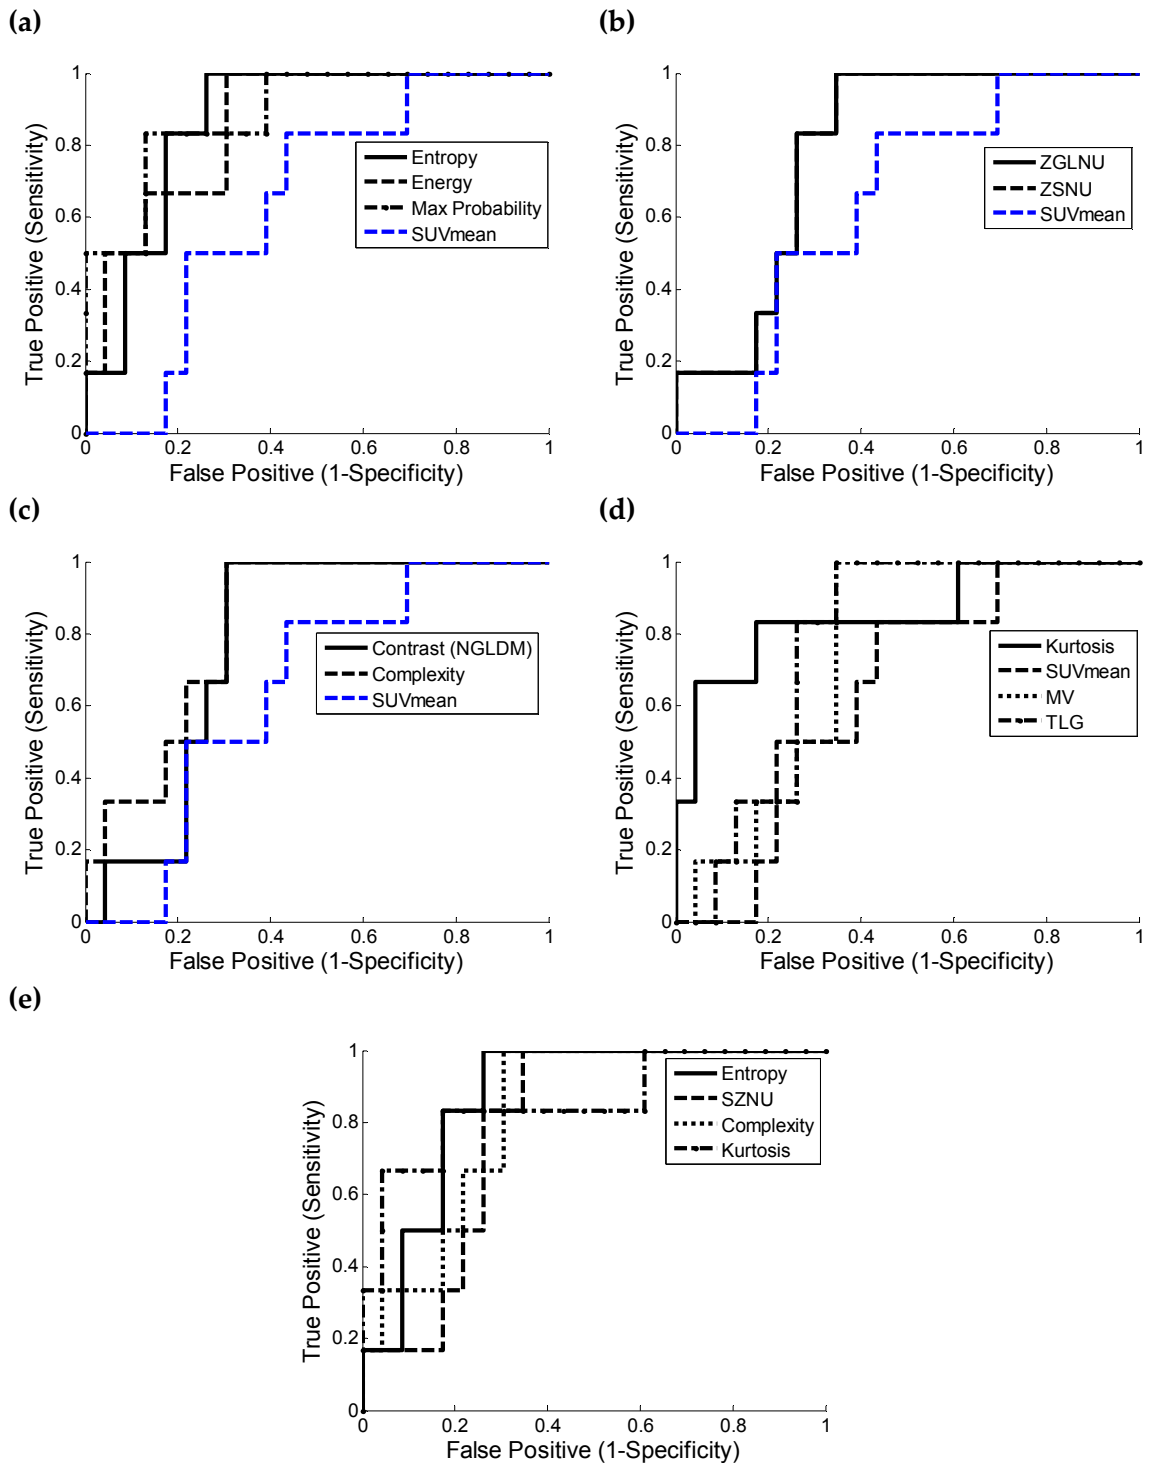 (a)
(b)
True Positive (Sensitivity)
1
0.8
0.6
0.4
0.2
0
Entropy
Energy
Max Probability
SUVmean
0 0.2 0.4 0.6 0.8 1
False Positive (1-Specificity)
True Positive (Sensitivity)
1
0.8
0.6
0.4
0.2
0
ZGLNU
ZSNU
SUVmean
0 0.2 0.4 0.6 0.8 1
False Positive (1-Specificity)
(c)
(d)
True Positive (Sensitivity)
1
0.8
0.6
0.4
0.2
0
Contrast (NGLDM)
Complexity
SUVmean
0 0.2 0.4 0.6 0.8 1
False Positive (1-Specificity)
True Positive (Sensitivity)
1
0.8
0.6
0.4
0.2
0
Kurtosis
SUVmean
MV
TLG
0 0.2 0.4 0.6 0.8 1
False Positive (1-Specificity)
(e)
True Positive (Sensitivity)
1
0.8
0.6
0.4
0.2
0
Entropy
SZNU
Complexity
Kurtosis
0 0.2 0.4 0.6 0.8 1
False Positive (1-Specificity)